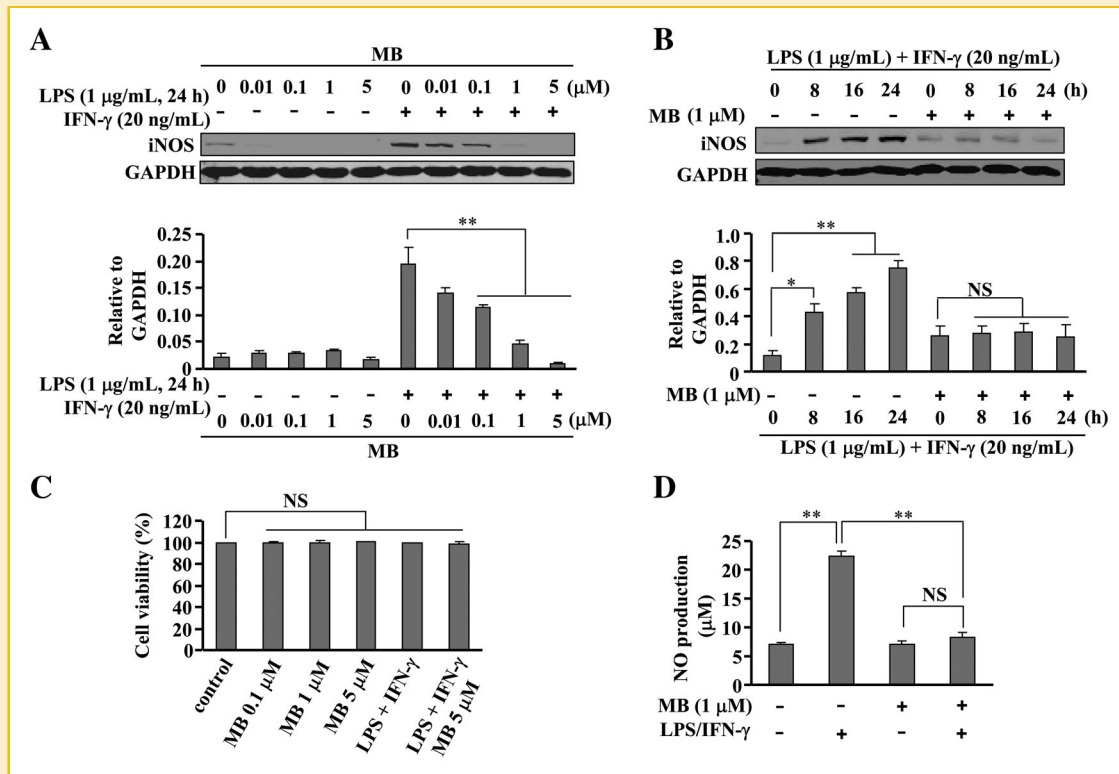 A
MB
0 0.01 0.1 1 5 0 0.01 0.1 1 5 (μM)
LPS (1 μg/mL, 24 h)
IFN-γ (20 ng/mL) - - - - - + + + + +
iNOS
GAPDH
**
0.25
0.20
0.15
0.10
0.05
0
Relative to
GAPDH
LPS (1 μg/mL, 24 h)
IFN-γ (20 ng/mL) - - - - - + + + + +
0 0.01 0.1 1 5 0 0.01 0.1 1 5 (μM)
MB
B
LPS (1 μg/mL) + IFN-γ (20 ng/mL)
0 8 16 24 0 8 16 24 (h)
MB (1 μM) - - - - + + + +
iNOS
GAPDH
**
*
NS
1.0
0.8
0.6
0.4
0.2
0
Relative to
GAPDH
MB (1 μM) - - - - + + + +
0 8 16 24 0 8 16 24 (h)
LPS (1 μg/mL) + IFN-γ (20 ng/mL)
C
NS
120
100
80
60
40
20
0
Cell viability (%)
control
MB 0.1 μM
MB 1 μM
MB 5 μM
LPS + IFN-γ
LPS + IFN-γ
MB 5 μM
D
** **
NS
25
20
15
10
5
0
NO production
(μM)
MB (1 μM) - - + +
LPS/IFN-γ - + - +